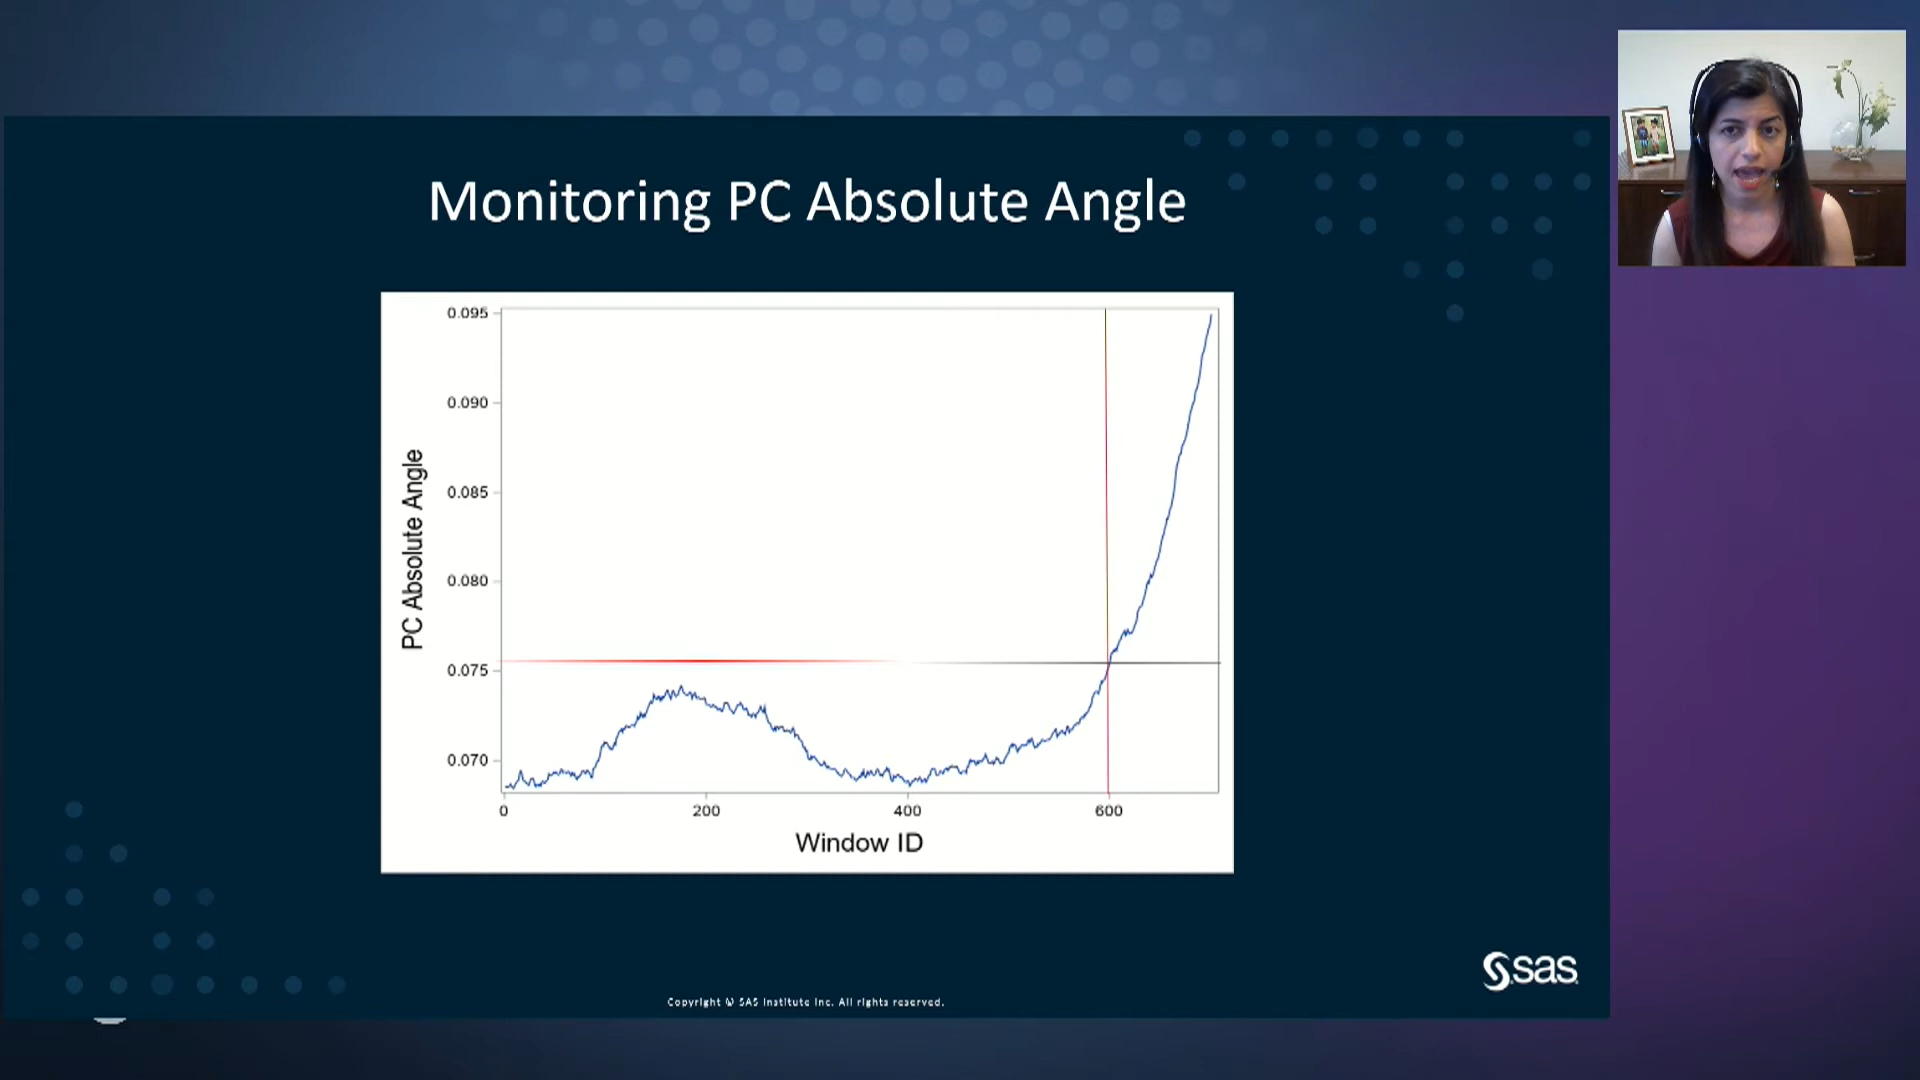 Monitoring PC Absolute Angle
0.095
0.090
0.085
0.080
0.075
0.070
PC Absolute Angle
0 200 400 600
Window ID
sas
Copyright © SAS Institute Inc. All rights reserved.